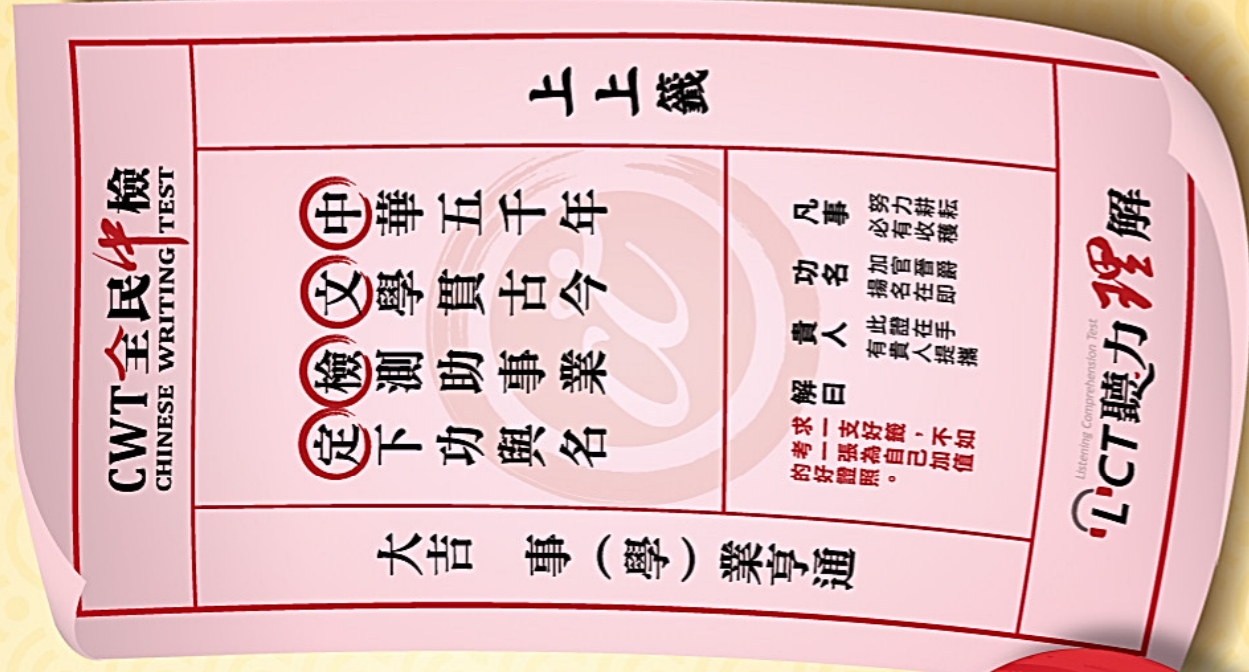 CWT全民中檢
CHINESE WRITING TEST
上上籤
中華五千年
文學貫古今
檢測助事業
定下功與名
凡事
努力耕耘
必有收穫
功名
加官晉爵
揚名在即
貴人
此證在手
有貴人提攜
解曰
求一支好籤，不如
考一張為自己加值
的好證照。
大吉 事（學）業亨通
Listening Comprehension Test
LCT聽力理解